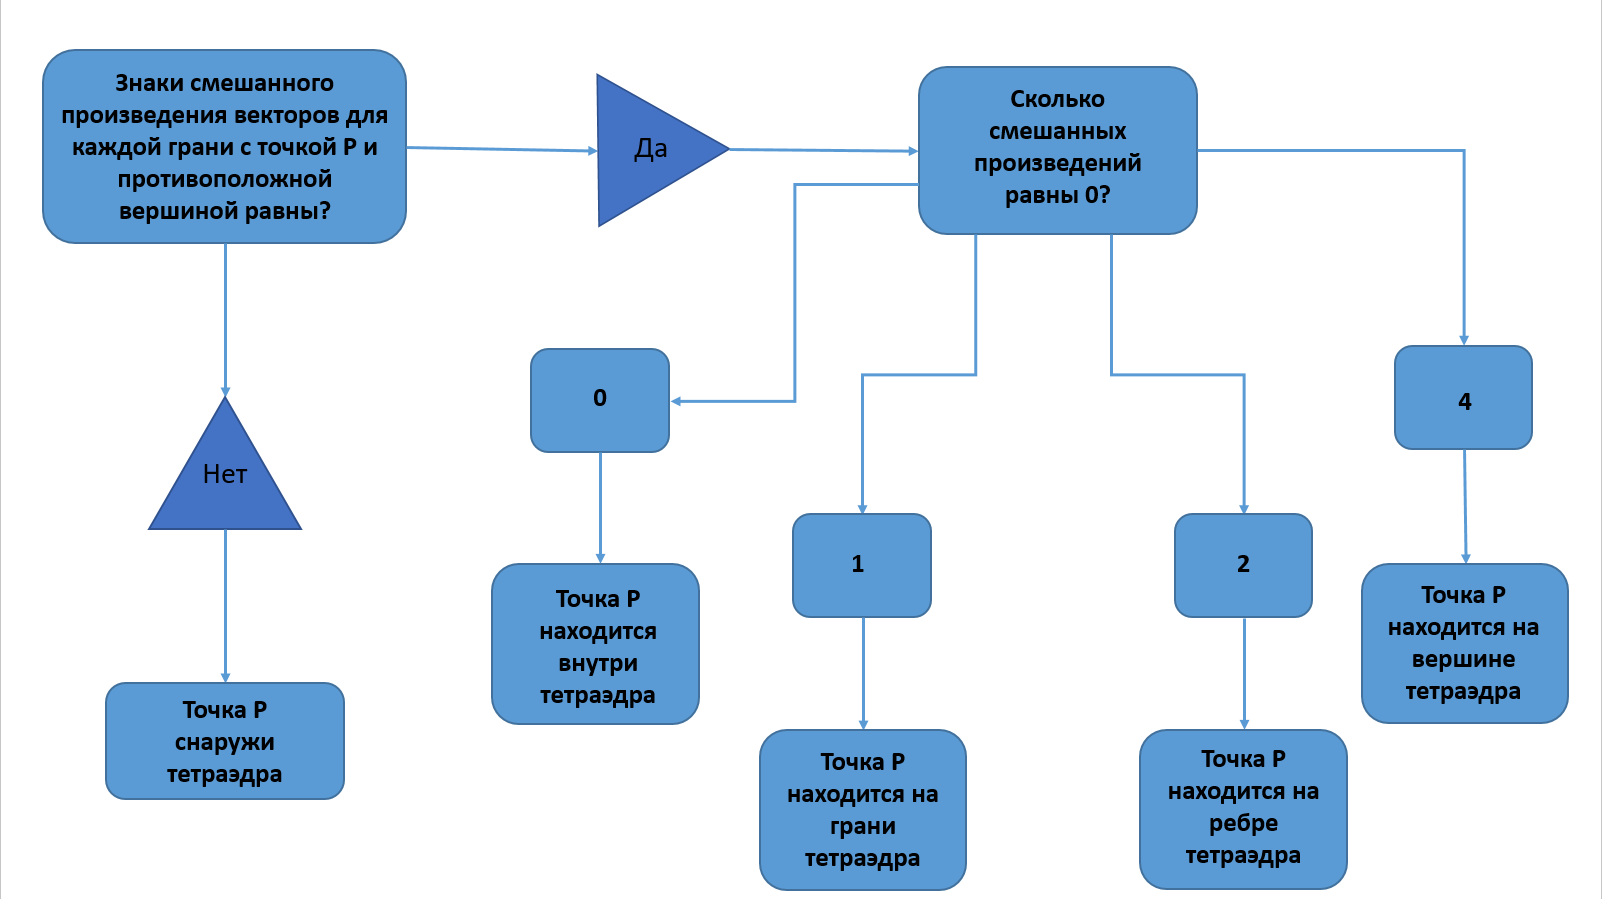 Знаки смешанного
произведения векторов для
каждой грани с точкой P и
противоположной
вершиной равны?
Да
Сколько
смешанных
произведений
равны 0?
Нет
Точка P
снаружи
тетраэдра
0
Точка P
находится
внутри
тетраэдра
1
Точка P
находится на
грани
тетраэдра
2
Точка P
находится на
ребре
тетраэдра
4
Точка P
находится на
вершине
тетраэдра